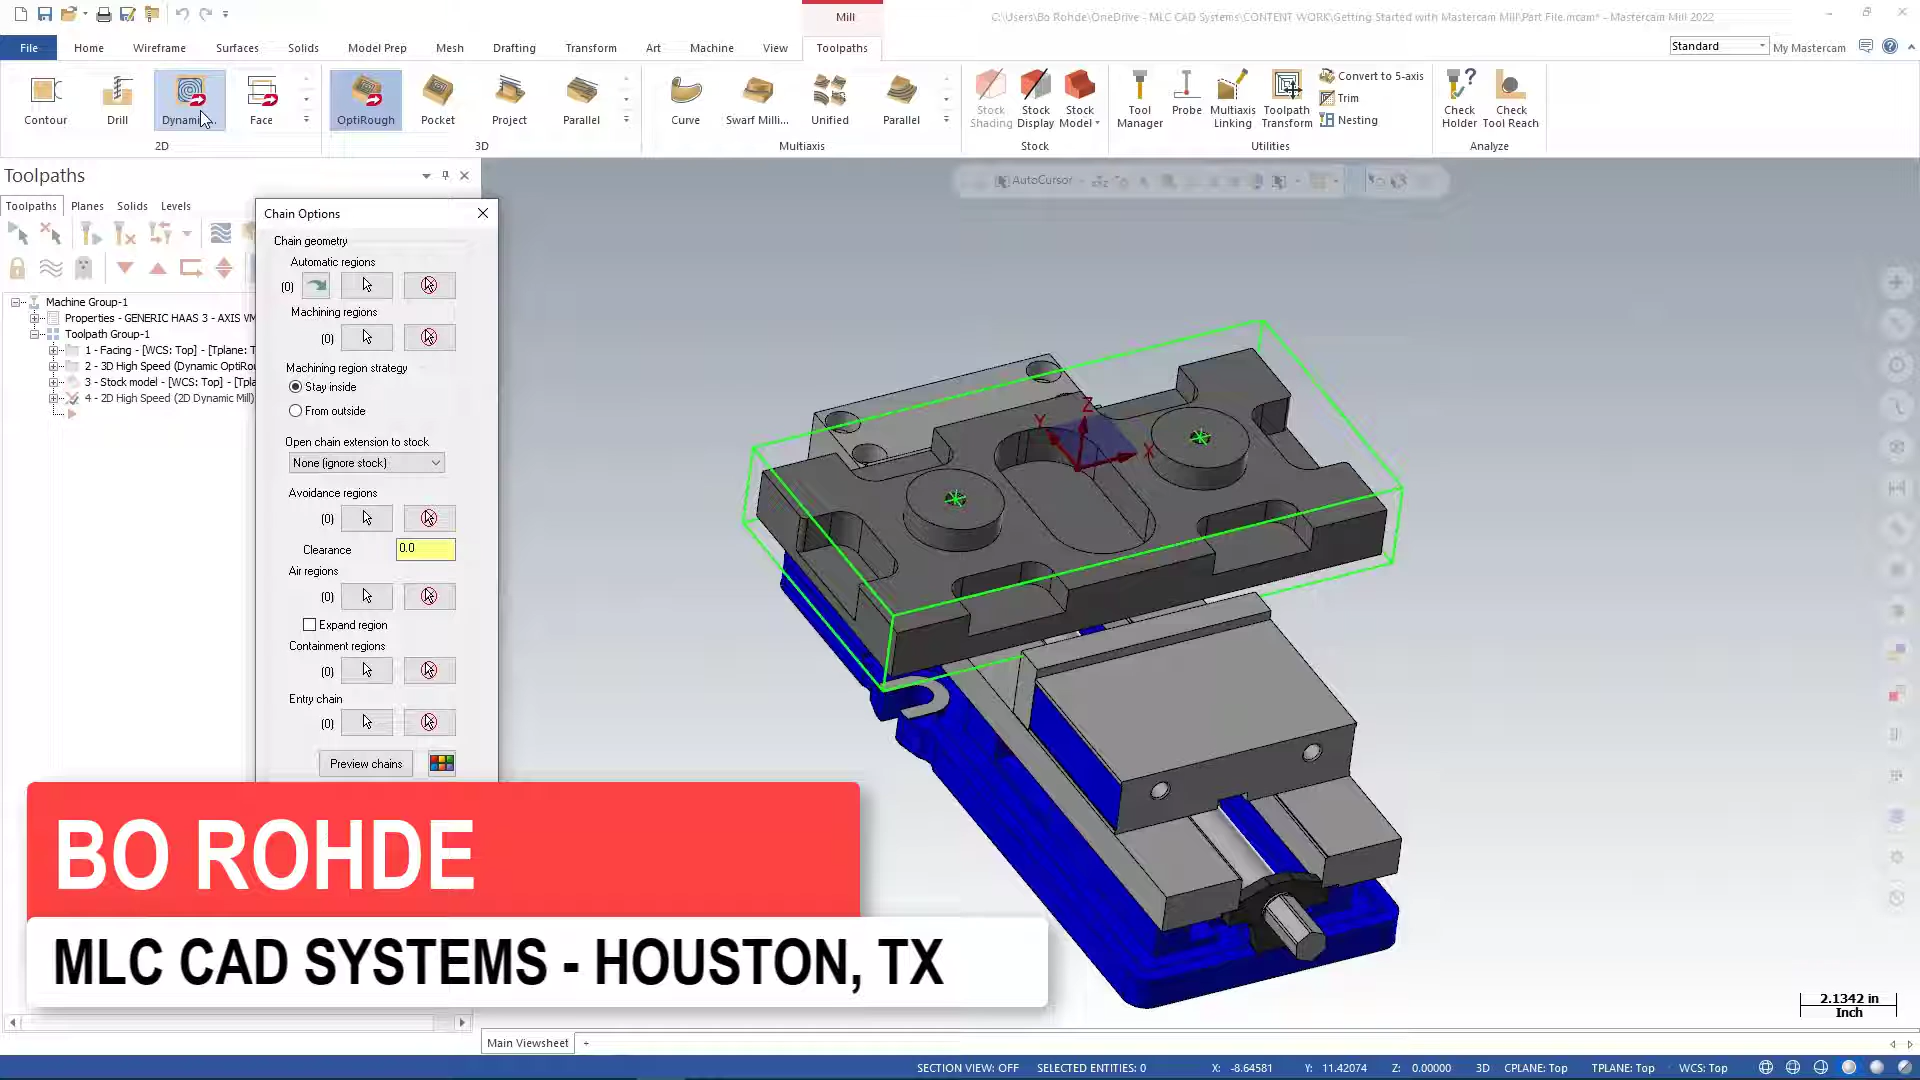 Mill
C:\Users\Bo Rohde\OneDrive - MLC CAD Systems\CONTENT WORK\Getting Started with Mastercam Mill\Part File.mcam* - Mastercam Mill 2022
File
Home
Wireframe
Surfaces
Solids
Model Prep
Mesh
Drafting
Transform
Art
Machine
View
Toolpaths
Standard
My Mastercam
Contour
Drill
Dynami...
Face
OptiRough
Pocket
Project
Parallel
Curve
Swarf Milli...
Unified
Parallel
Stock Shading
Stock Display
Stock Model
Tool Manager
Probe
Multiaxis Linking
Toolpath Transform
Convert to 5-axis
Trim
Nesting
Check Holder
Check Tool Reach
2D
3D
Multiaxis
Stock
Utilities
Analyze
Toolpaths
AutoCursor
Toolpaths
Planes
Solids
Levels
Machine Group-1
Properties - GENERIC HAAS 3 - AXIS VM
Toolpath Group-1
1 - Facing - [WCS: Top] - [Tplane: T
2 - 3D High Speed (Dynamic OptiRo
3 - Stock model - [WCS: Top] - [Tpla
4 - 2D High Speed (2D Dynamic Mill)
Chain Options
Chain geometry
Automatic regions
(0)
Machining regions
(0)
Machining region strategy
Stay inside
From outside
Open chain extension to stock
None (ignore stock)
Avoidance regions
(0)
Clearance
0.0
Air regions
(0)
Expand region
Containment regions
(0)
Entry chain
(0)
Preview chains
Z
Y
X
BO ROHDE
MLC CAD SYSTEMS - HOUSTON, TX
2.1342 in
Inch
Main Viewsheet
+
SECTION VIEW: OFF
SELECTED ENTITIES: 0
X: -8.64581
Y: 11.42074
Z: 0.00000
3D
CPLANE: Top
TPLANE: Top
WCS: Top